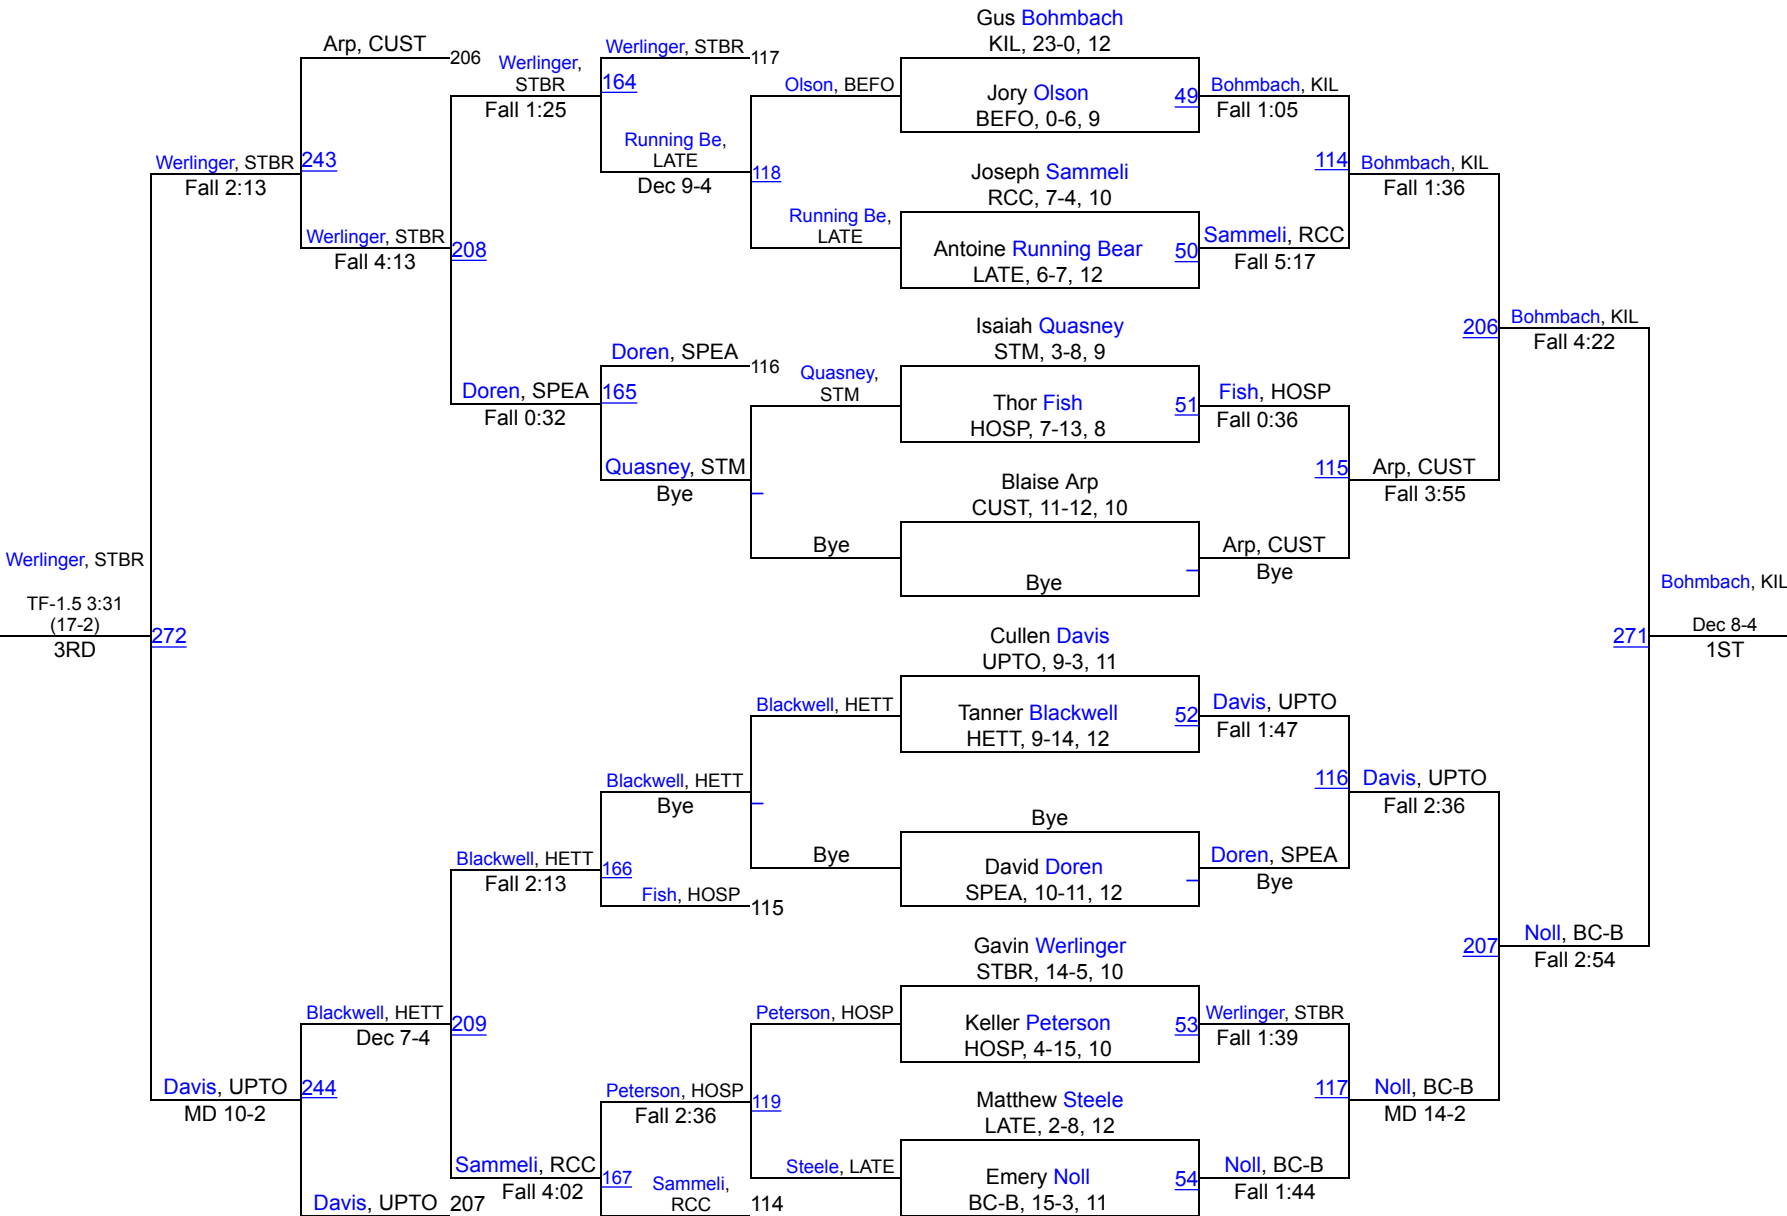 Gus Bohmbach
KIL, 23-0, 12
Arp, CUST
206
Werlinger,
STBR
Fall 1:25
Werlinger, STBR
117
164
Olson, BEFO
Jory Olson
BEFO, 0-6, 9
49
Bohmbach, KIL
Fall 1:05
Running Be,
LATE
Dec 9-4
118
Werlinger, STBR
243
Fall 2:13
Joseph Sammeli
RCC, 7-4, 10
114
Bohmbach, KIL
Fall 1:36
Running Be,
LATE
Werlinger, STBR
208
Fall 4:13
Antoine Running Bear
LATE, 6-7, 12
50
Sammeli, RCC
Fall 5:17
Isaiah Quasney
STM, 3-8, 9
206
Bohmbach, KIL
Fall 4:22
Doren, SPEA
116
Quasney,
STM
Doren, SPEA
165
Fall 0:32
Thor Fish
HOSP, 7-13, 8
51
Fish, HOSP
Fall 0:36
Quasney, STM
Bye
Blaise Arp
CUST, 11-12, 10
115
Arp, CUST
Fall 3:55
Bye
Bye
Arp, CUST
Bye
Werlinger, STBR
TF-1.5 3:31
(17-2)
3RD
272
Bohmbach, KIL
Dec 8-4
1ST
271
Cullen Davis
UPTO, 9-3, 11
Blackwell, HETT
Tanner Blackwell
HETT, 9-14, 12
52
Davis, UPTO
Fall 1:47
Blackwell, HETT
Bye
116
Davis, UPTO
Fall 2:36
Bye
Bye
David Doren
SPEA, 10-11, 12
Doren, SPEA
Bye
Blackwell, HETT
Fall 2:13
166
Fish, HOSP
115
Gavin Werlinger
STBR, 14-5, 10
207
Noll, BC-B
Fall 2:54
Blackwell, HETT
Dec 7-4
209
Peterson, HOSP
Keller Peterson
HOSP, 4-15, 10
53
Werlinger, STBR
Fall 1:39
Davis, UPTO
244
MD 10-2
Peterson, HOSP
Fall 2:36
119
Matthew Steele
LATE, 2-8, 12
117
Noll, BC-B
MD 14-2
Sammeli, RCC
Fall 4:02
167
Sammeli,
RCC
114
Steele, LATE
Emery Noll
BC-B, 15-3, 11
54
Noll, BC-B
Fall 1:44
Davis, UPTO
207